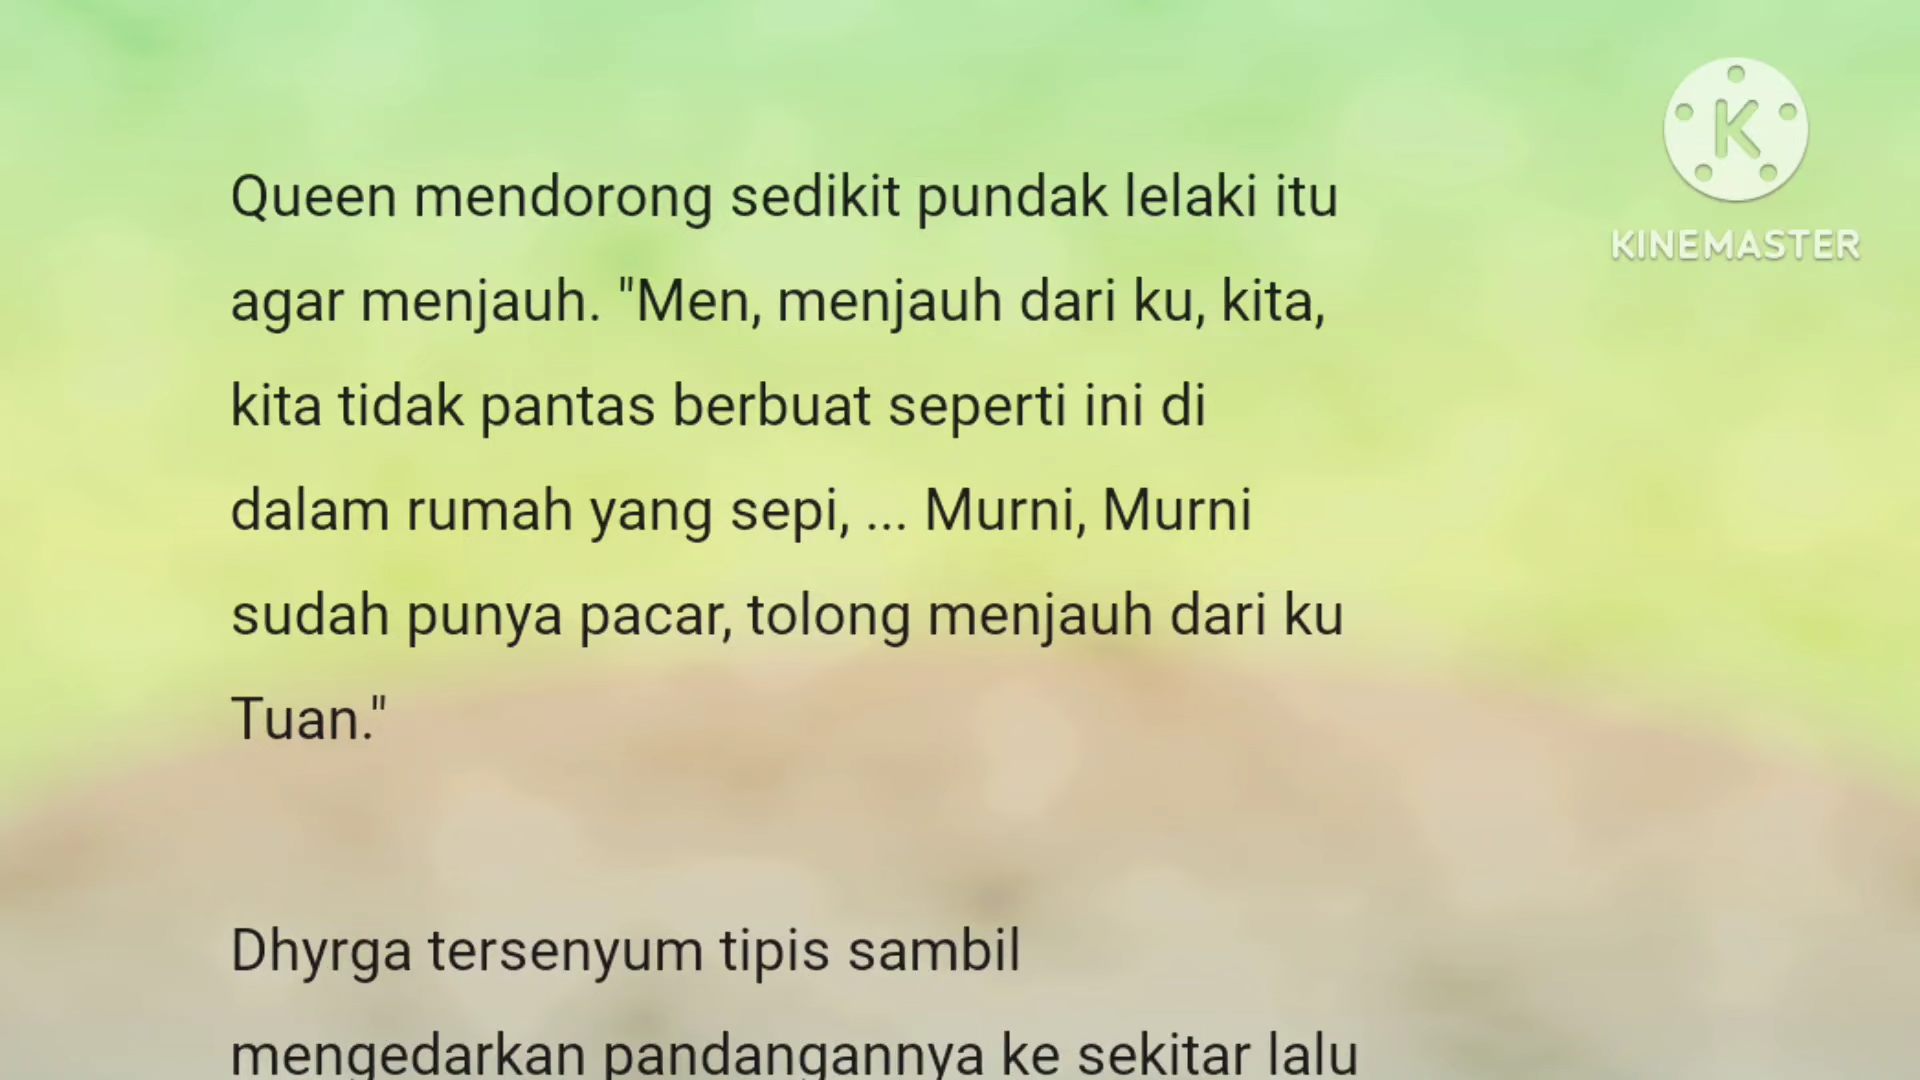 Queen mendorong sedikit pundak lelaki itu
agar menjauh. "Men, menjauh dari ku, kita,
kita tidak pantas berbuat seperti ini di
dalam rumah yang sepi, ... Murni, Murni
sudah punya pacar, tolong menjauh dari ku
Tuan."
Dhyrga tersenyum tipis sambil
mengedarkan pandangannya ke sekitar lalu
K
KINEMASTER